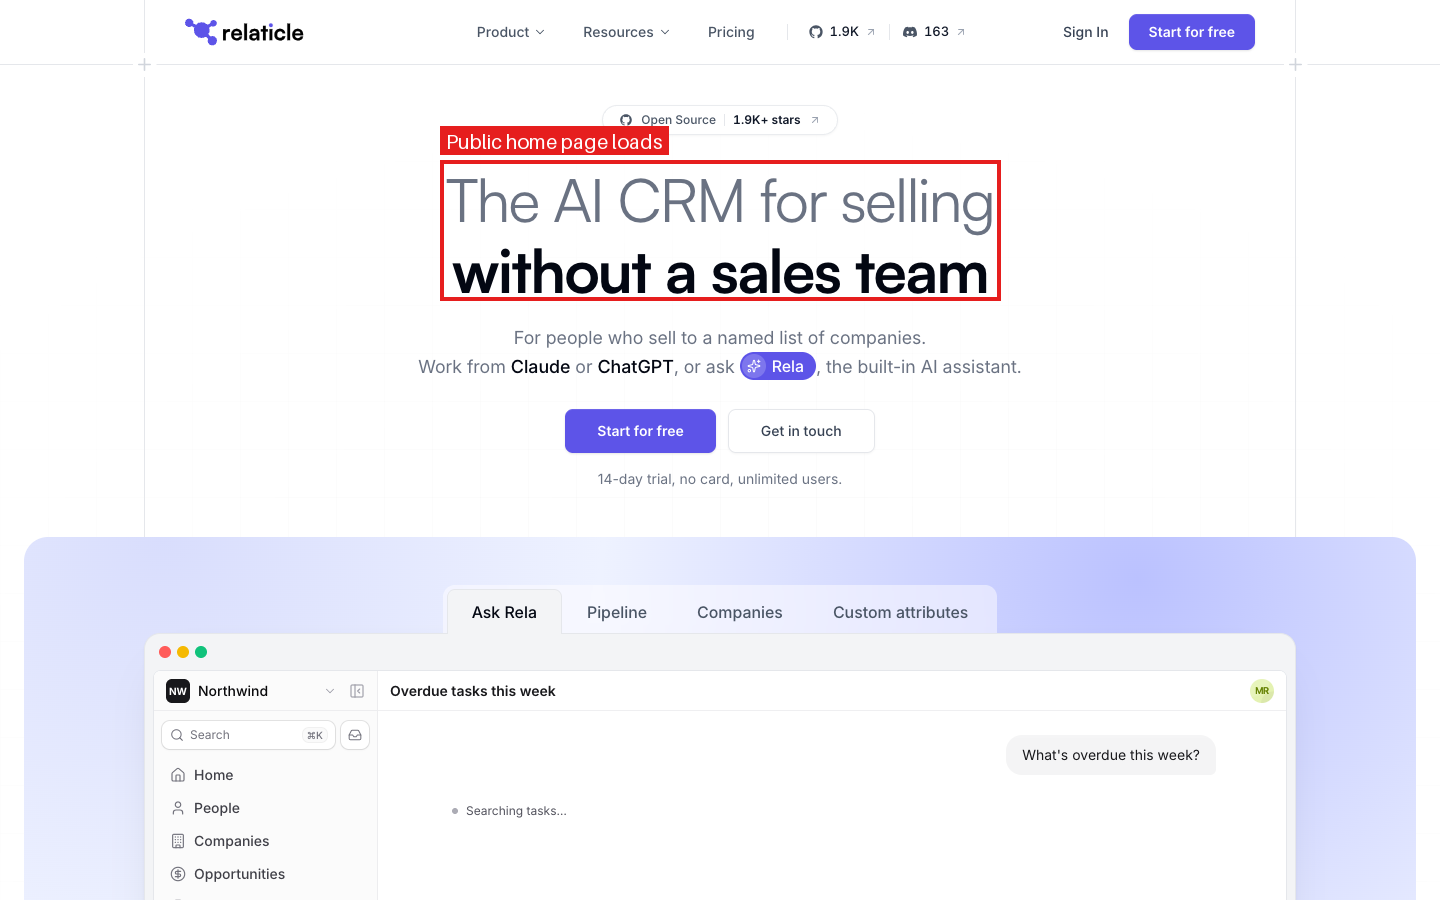 relaticle
Product
Resources
Pricing
1.9K
163
Sign In
Start for free
Open Source
1.9K+ stars
Public home page loads
The AI CRM for selling
without a sales team
For people who sell to a named list of companies.
Work from Claude or ChatGPT, or ask Rela, the built-in AI assistant.
Start for free
Get in touch
14-day trial, no card, unlimited users.
Ask Rela
Pipeline
Companies
Custom attributes
NW
Northwind
Overdue tasks this week
MR
Search
⌘K
What's overdue this week?
Home
Searching tasks...
People
Companies
Opportunities